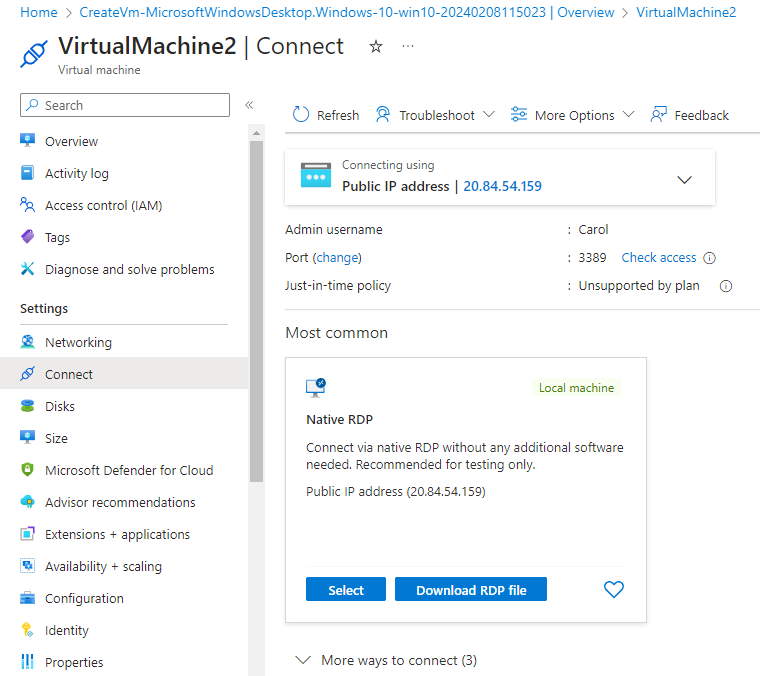 Home > CreateVm-MicrosoftWindowsDesktop.Windows-10-win10-20240208115023 | Overview > VirtualMachine2
VirtualMachine2 | Connect
Virtual machine
Search
Overview
Activity log
Access control (IAM)
Tags
Diagnose and solve problems
Settings
Networking
Connect
Disks
Size
Microsoft Defender for Cloud
Advisor recommendations
Extensions + applications
Availability + scaling
Configuration
Identity
Properties
Refresh Troubleshoot More Options Feedback
Connecting using
Public IP address | 20.84.54.159
Admin username : Carol
Port (change) : 3389 Check access
Just-in-time policy : Unsupported by plan
Most common
Local machine
Native RDP
Connect via native RDP without any additional software
needed. Recommended for testing only.
Public IP address (20.84.54.159)
Select Download RDP file
More ways to connect (3)